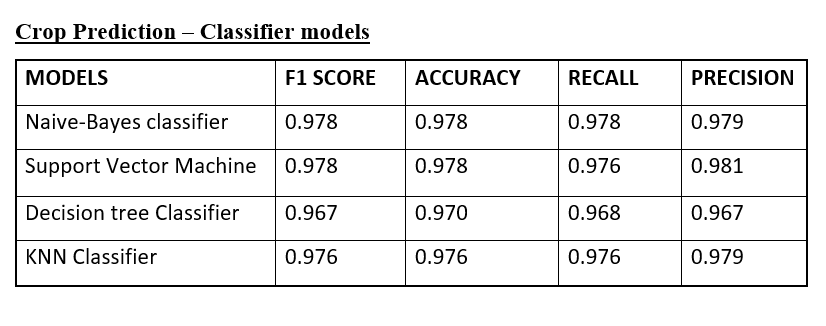 Crop Prediction – Classifier models
MODELS F1 SCORE ACCURACY RECALL PRECISION
Naive-Bayes classifier 0.978 0.978 0.978 0.979
Support Vector Machine 0.978 0.978 0.976 0.981
Decision tree Classifier 0.967 0.970 0.968 0.967
KNN Classifier 0.976 0.976 0.976 0.979